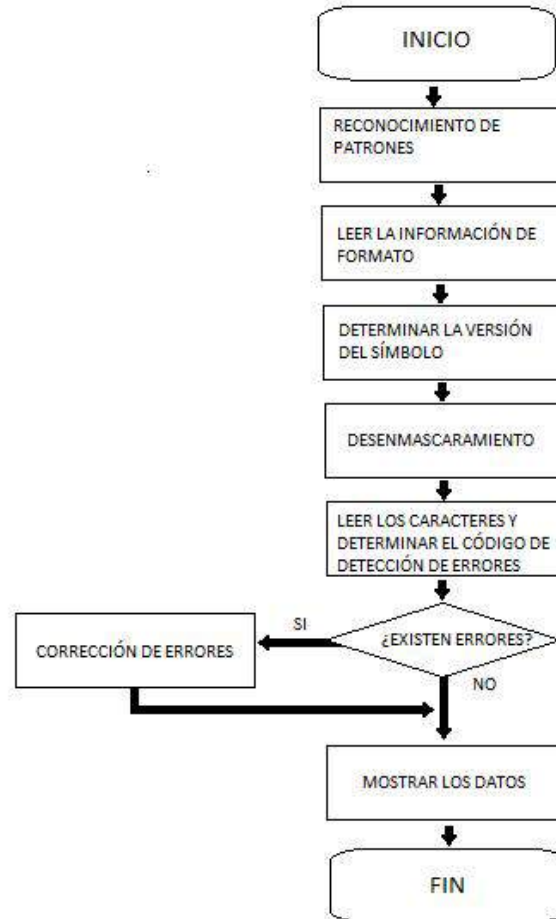 INICIO
RECONOCIMIENTO DE
PATRONES
LEER LA INFORMACIÓN DE
FORMATO
DETERMINAR LA VERSIÓN
DEL SÍMBOLO
DESENMASCARAMIENTO
LEER LOS CARACTERES Y
DETERMINAR EL CÓDIGO DE
DETECCIÓN DE ERRORES
¿EXISTEN ERRORES?
SI
CORRECCIÓN DE ERRORES
NO
MOSTRAR LOS DATOS
FIN